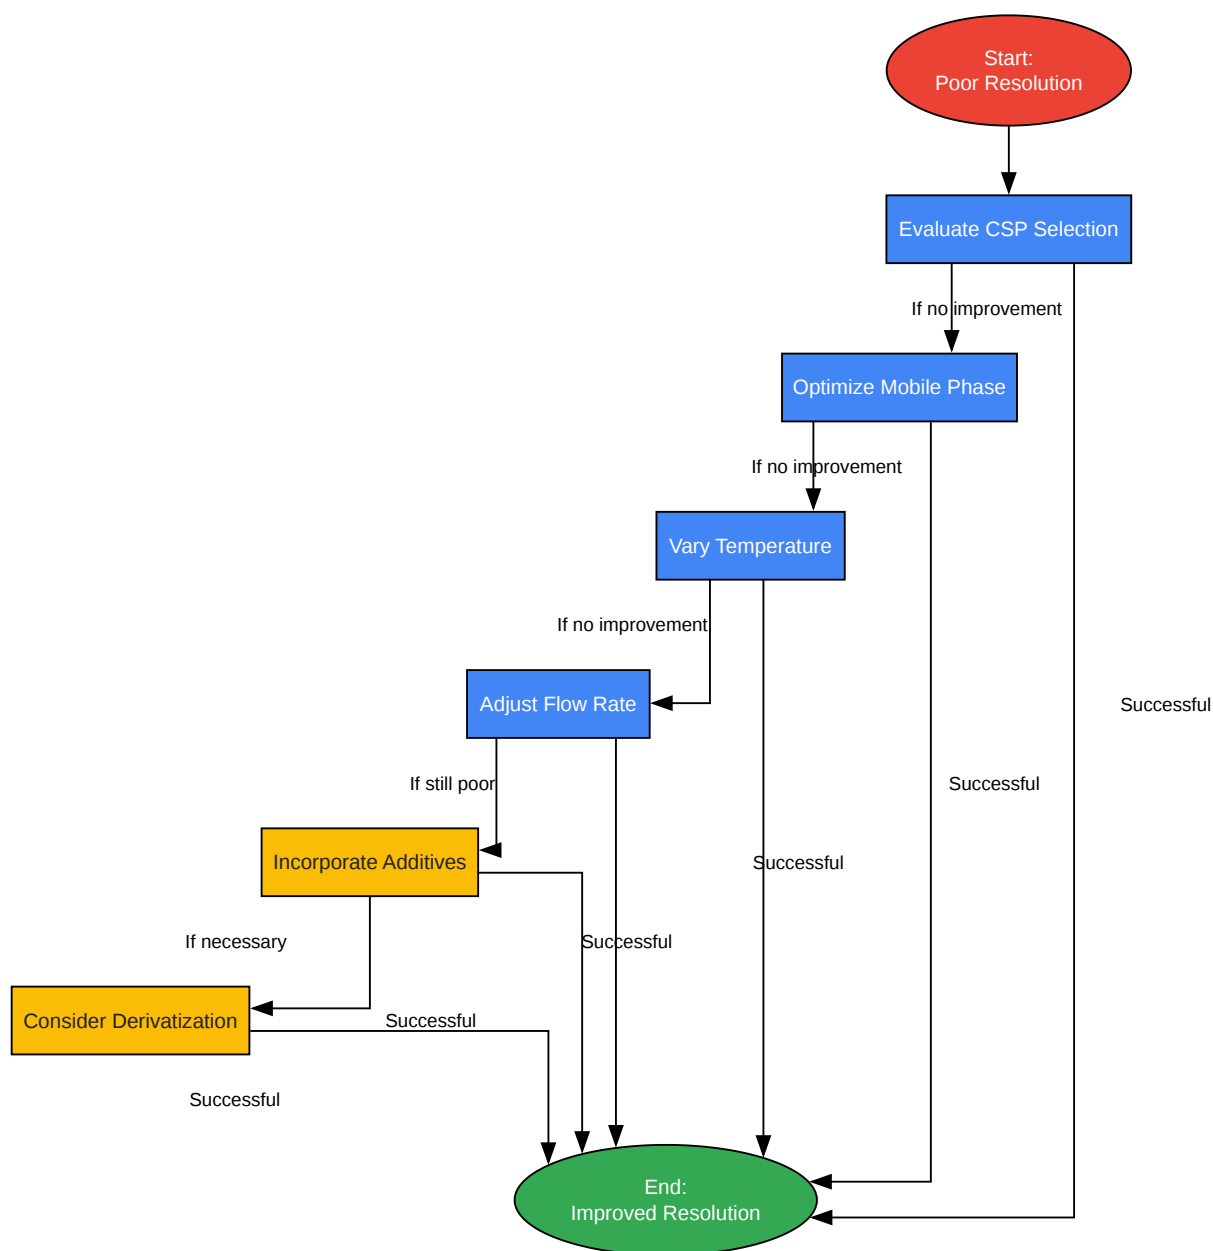 Start:
Poor Resolution
Evaluate CSP Selection
If no improvement
Optimize Mobile Phase
If no improvement
Vary Temperature
If no improvement
Adjust Flow Rate
Successful
If still poor
Successful
Incorporate Additives
Successful
If necessary
Successful
Consider Derivatization
Successful
Successful
End:
Improved Resolution